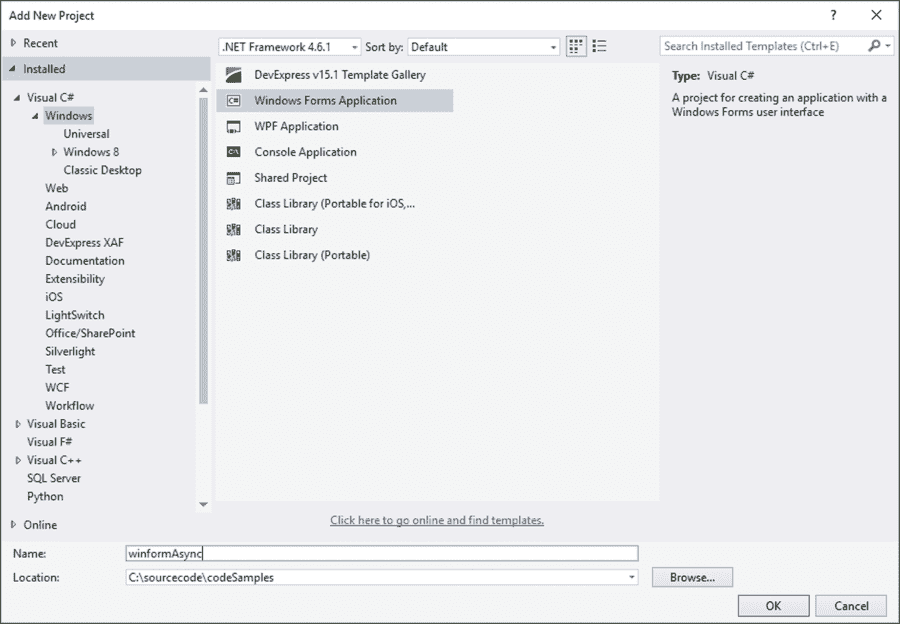 Add New Project
?
Recent
Installed
Visual C#
Windows
Universal
Windows 8
Classic Desktop
Web
Android
Cloud
DevExpress XAF
Documentation
Extensibility
iOS
LightSwitch
Office/SharePoint
Silverlight
Test
WCF
Workflow
Visual Basic
Visual F#
Visual C++
SQL Server
Python
Online
.NET Framework 4.6.1
Sort by: Default
DevExpress v15.1 Template Gallery
C#
Windows Forms Application
WPF Application
C:\
Console Application
Shared Project
Class Library (Portable for iOS,...
Class Library
Class Library (Portable)
Click here to go online and find templates.
Search Installed Templates (Ctrl+E)
Type: Visual C#
A project for creating an application with a
Windows Forms user interface
Name: winformAsync
Location: C:\sourcecode\codeSamples
Browse...
OK Cancel